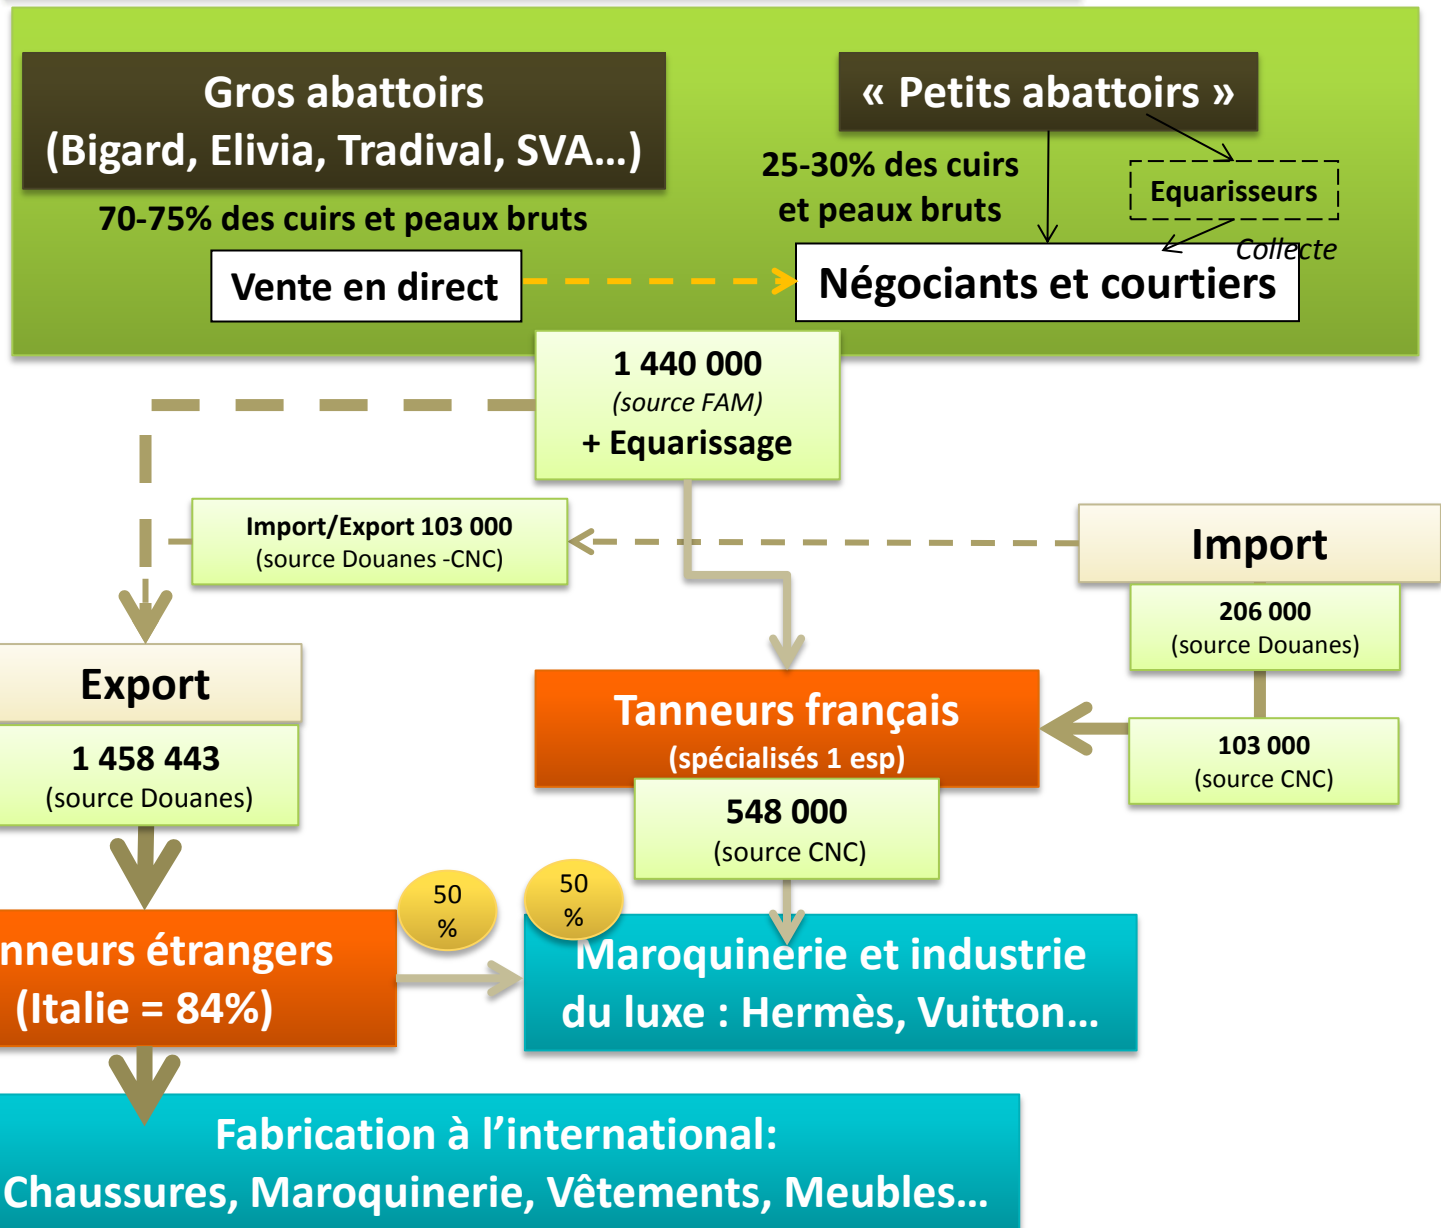 Gros abattoirs
(Bigard, Elivia, Tradival, SVA…)
70-75% des cuirs et peaux bruts
Vente en direct
« Petits abattoirs »
25-30% des cuirs
et peaux bruts
Equarisseurs
Collecte
Négociants et courtiers
1 440 000
(source FAM)
+ Equarissage
Import/Export 103 000
(source Douanes -CNC)
Import
206 000
(source Douanes)
103 000
(source CNC)
Export
1 458 443
(source Douanes)
Tanneurs français
(spécialisés 1 esp)
548 000
(source CNC)
50
%
50
%
nneurs étrangers
(Italie = 84%)
Maroquinerie et industrie
du luxe : Hermès, Vuitton…
Fabrication à l’international:
Chaussures, Maroquinerie, Vêtements, Meubles…